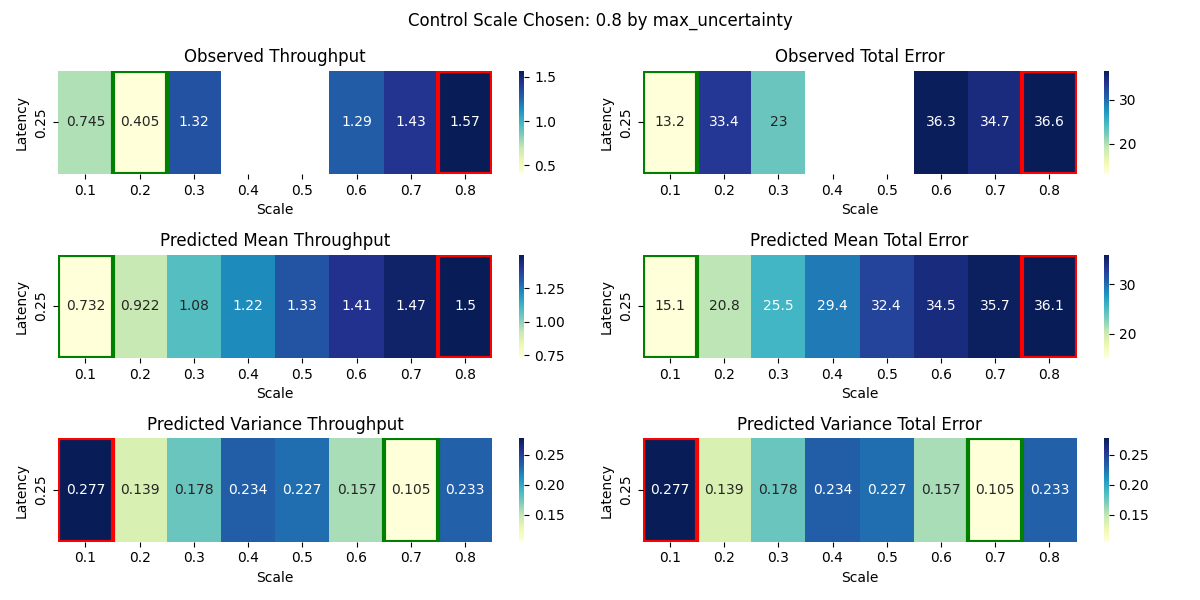 Control Scale Chosen: 0.8 by max_uncertainty
Observed Throughput
Latency
0.25
0.745 0.405 1.32 1.29 1.43 1.57
0.1 0.2 0.3 0.4 0.5 0.6 0.7 0.8
Scale
1.5
1.0
0.5
Observed Total Error
Latency
0.25
13.2 33.4 23 36.3 34.7 36.6
0.1 0.2 0.3 0.4 0.5 0.6 0.7 0.8
Scale
30
20
Predicted Mean Throughput
Latency
0.25
0.732 0.922 1.08 1.22 1.33 1.41 1.47 1.5
0.1 0.2 0.3 0.4 0.5 0.6 0.7 0.8
Scale
1.25
1.00
0.75
Predicted Mean Total Error
Latency
0.25
15.1 20.8 25.5 29.4 32.4 34.5 35.7 36.1
0.1 0.2 0.3 0.4 0.5 0.6 0.7 0.8
Scale
30
20
Predicted Variance Throughput
Latency
0.25
0.277 0.139 0.178 0.234 0.227 0.157 0.105 0.233
0.1 0.2 0.3 0.4 0.5 0.6 0.7 0.8
Scale
0.25
0.20
0.15
Predicted Variance Total Error
Latency
0.25
0.277 0.139 0.178 0.234 0.227 0.157 0.105 0.233
0.1 0.2 0.3 0.4 0.5 0.6 0.7 0.8
Scale
0.25
0.20
0.15